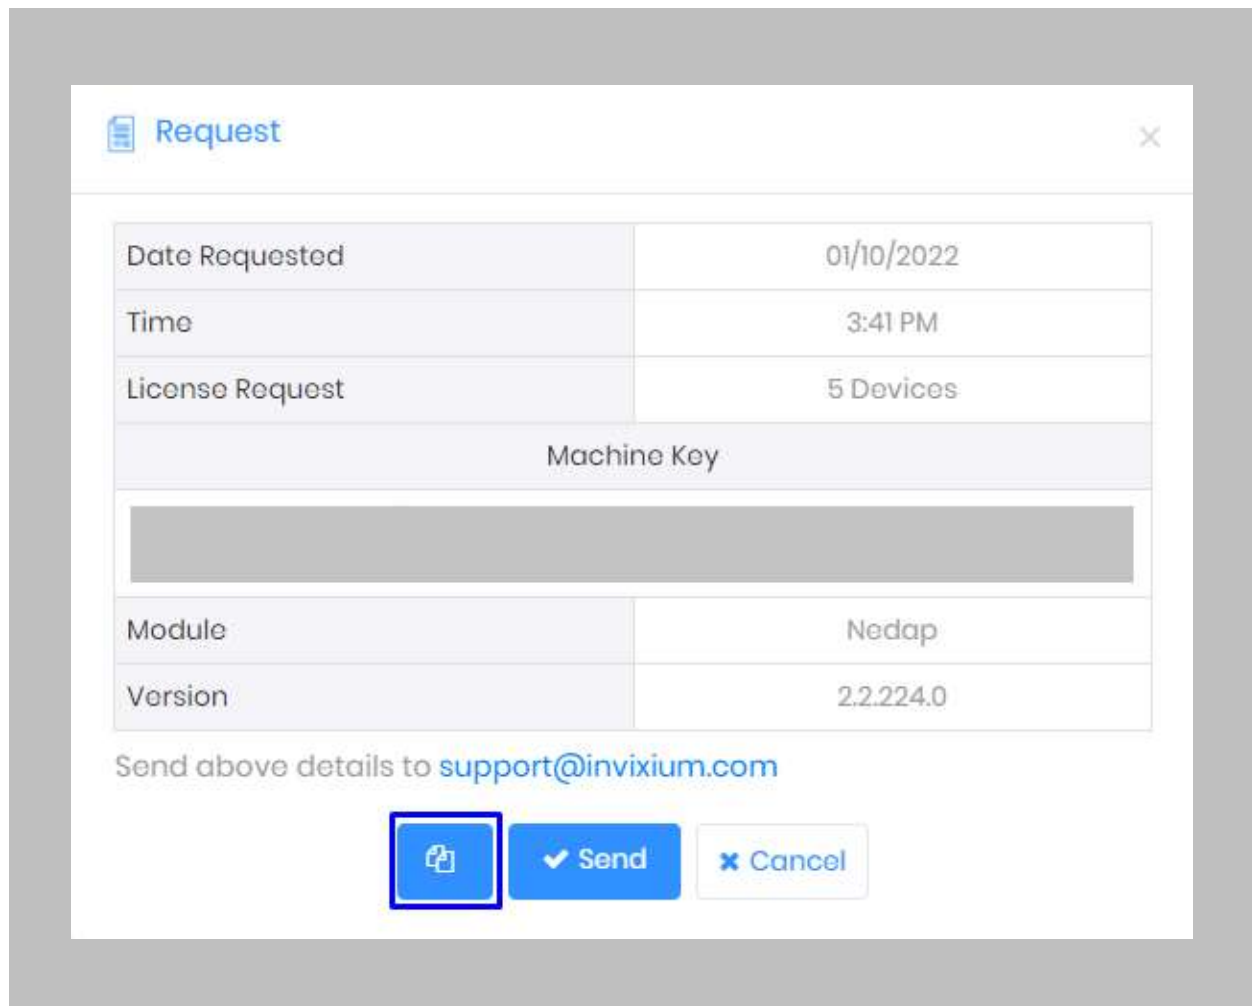 Request
Date Requested 01/10/2022
Time 3:41 PM
License Request 5 Devices
Machine Key
Module Nedap
Version 2.2.224.0
Send above details to support@invixium.com
Send Cancel